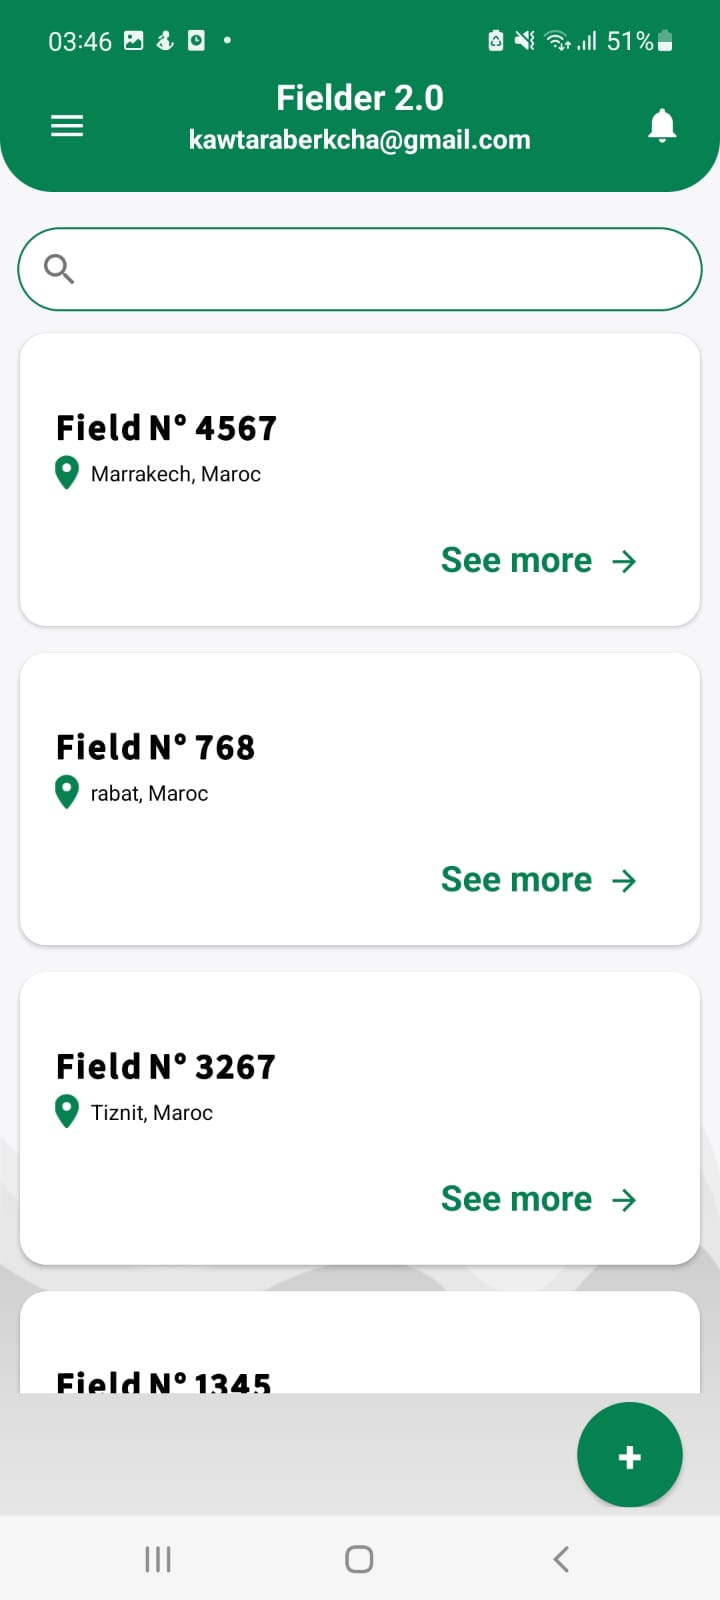 03:46
51%
Fielder 2.0
kawtaraberkcha@gmail.com
Field N° 4567
Marrakech, Maroc
See more →
Field N° 768
rabat, Maroc
See more →
Field N° 3267
Tiznit, Maroc
See more →
Field N° 1345
+